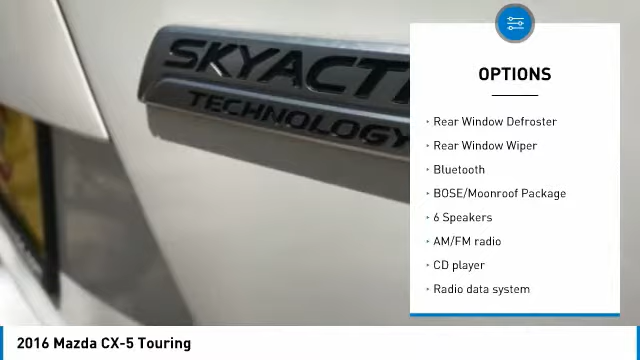 SKYACTI
TECHNOLOGY
OPTIONS
Rear Window Defroster
Rear Window Wiper
Bluetooth
BOSE/Moonroof Package
6 Speakers
AM/FM radio
CD player
Radio data system
2016 Mazda CX-5 Touring